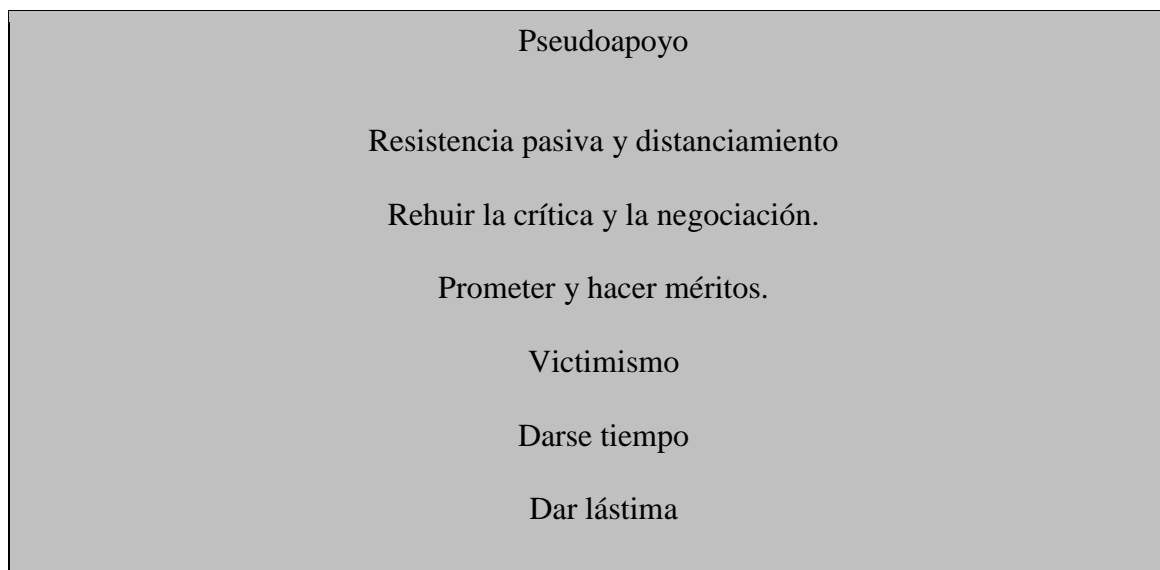 Pseudoapoyo
Resistencia pasiva y distanciamiento
Rehuir la crítica y la negociación.
Prometer y hacer méritos.
Victimismo
Darse tiempo
Dar lástima